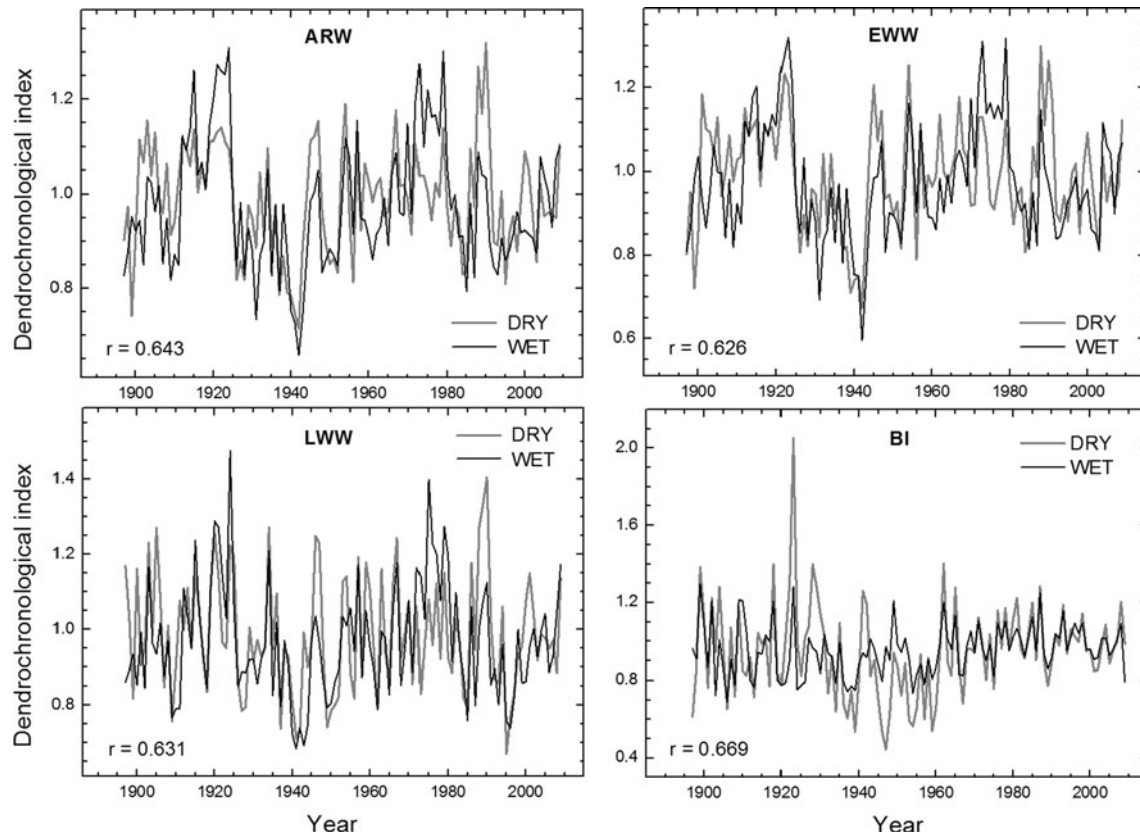 ARW
Dendrochronological index
1.2
1.0
0.8
DRY
WET
r = 0.643
1900 1920 1940 1960 1980 2000
EWW
1.2
1.0
0.8
0.6
DRY
WET
r = 0.626
1900 1920 1940 1960 1980 2000
LWW
DRY
WET
Dendrochronological index
1.4
1.2
1.0
0.8
r = 0.631
1900 1920 1940 1960 1980 2000
Year
BI
DRY
WET
2.0
1.6
1.2
0.8
0.4
r = 0.669
1900 1920 1940 1960 1980 2000
Year